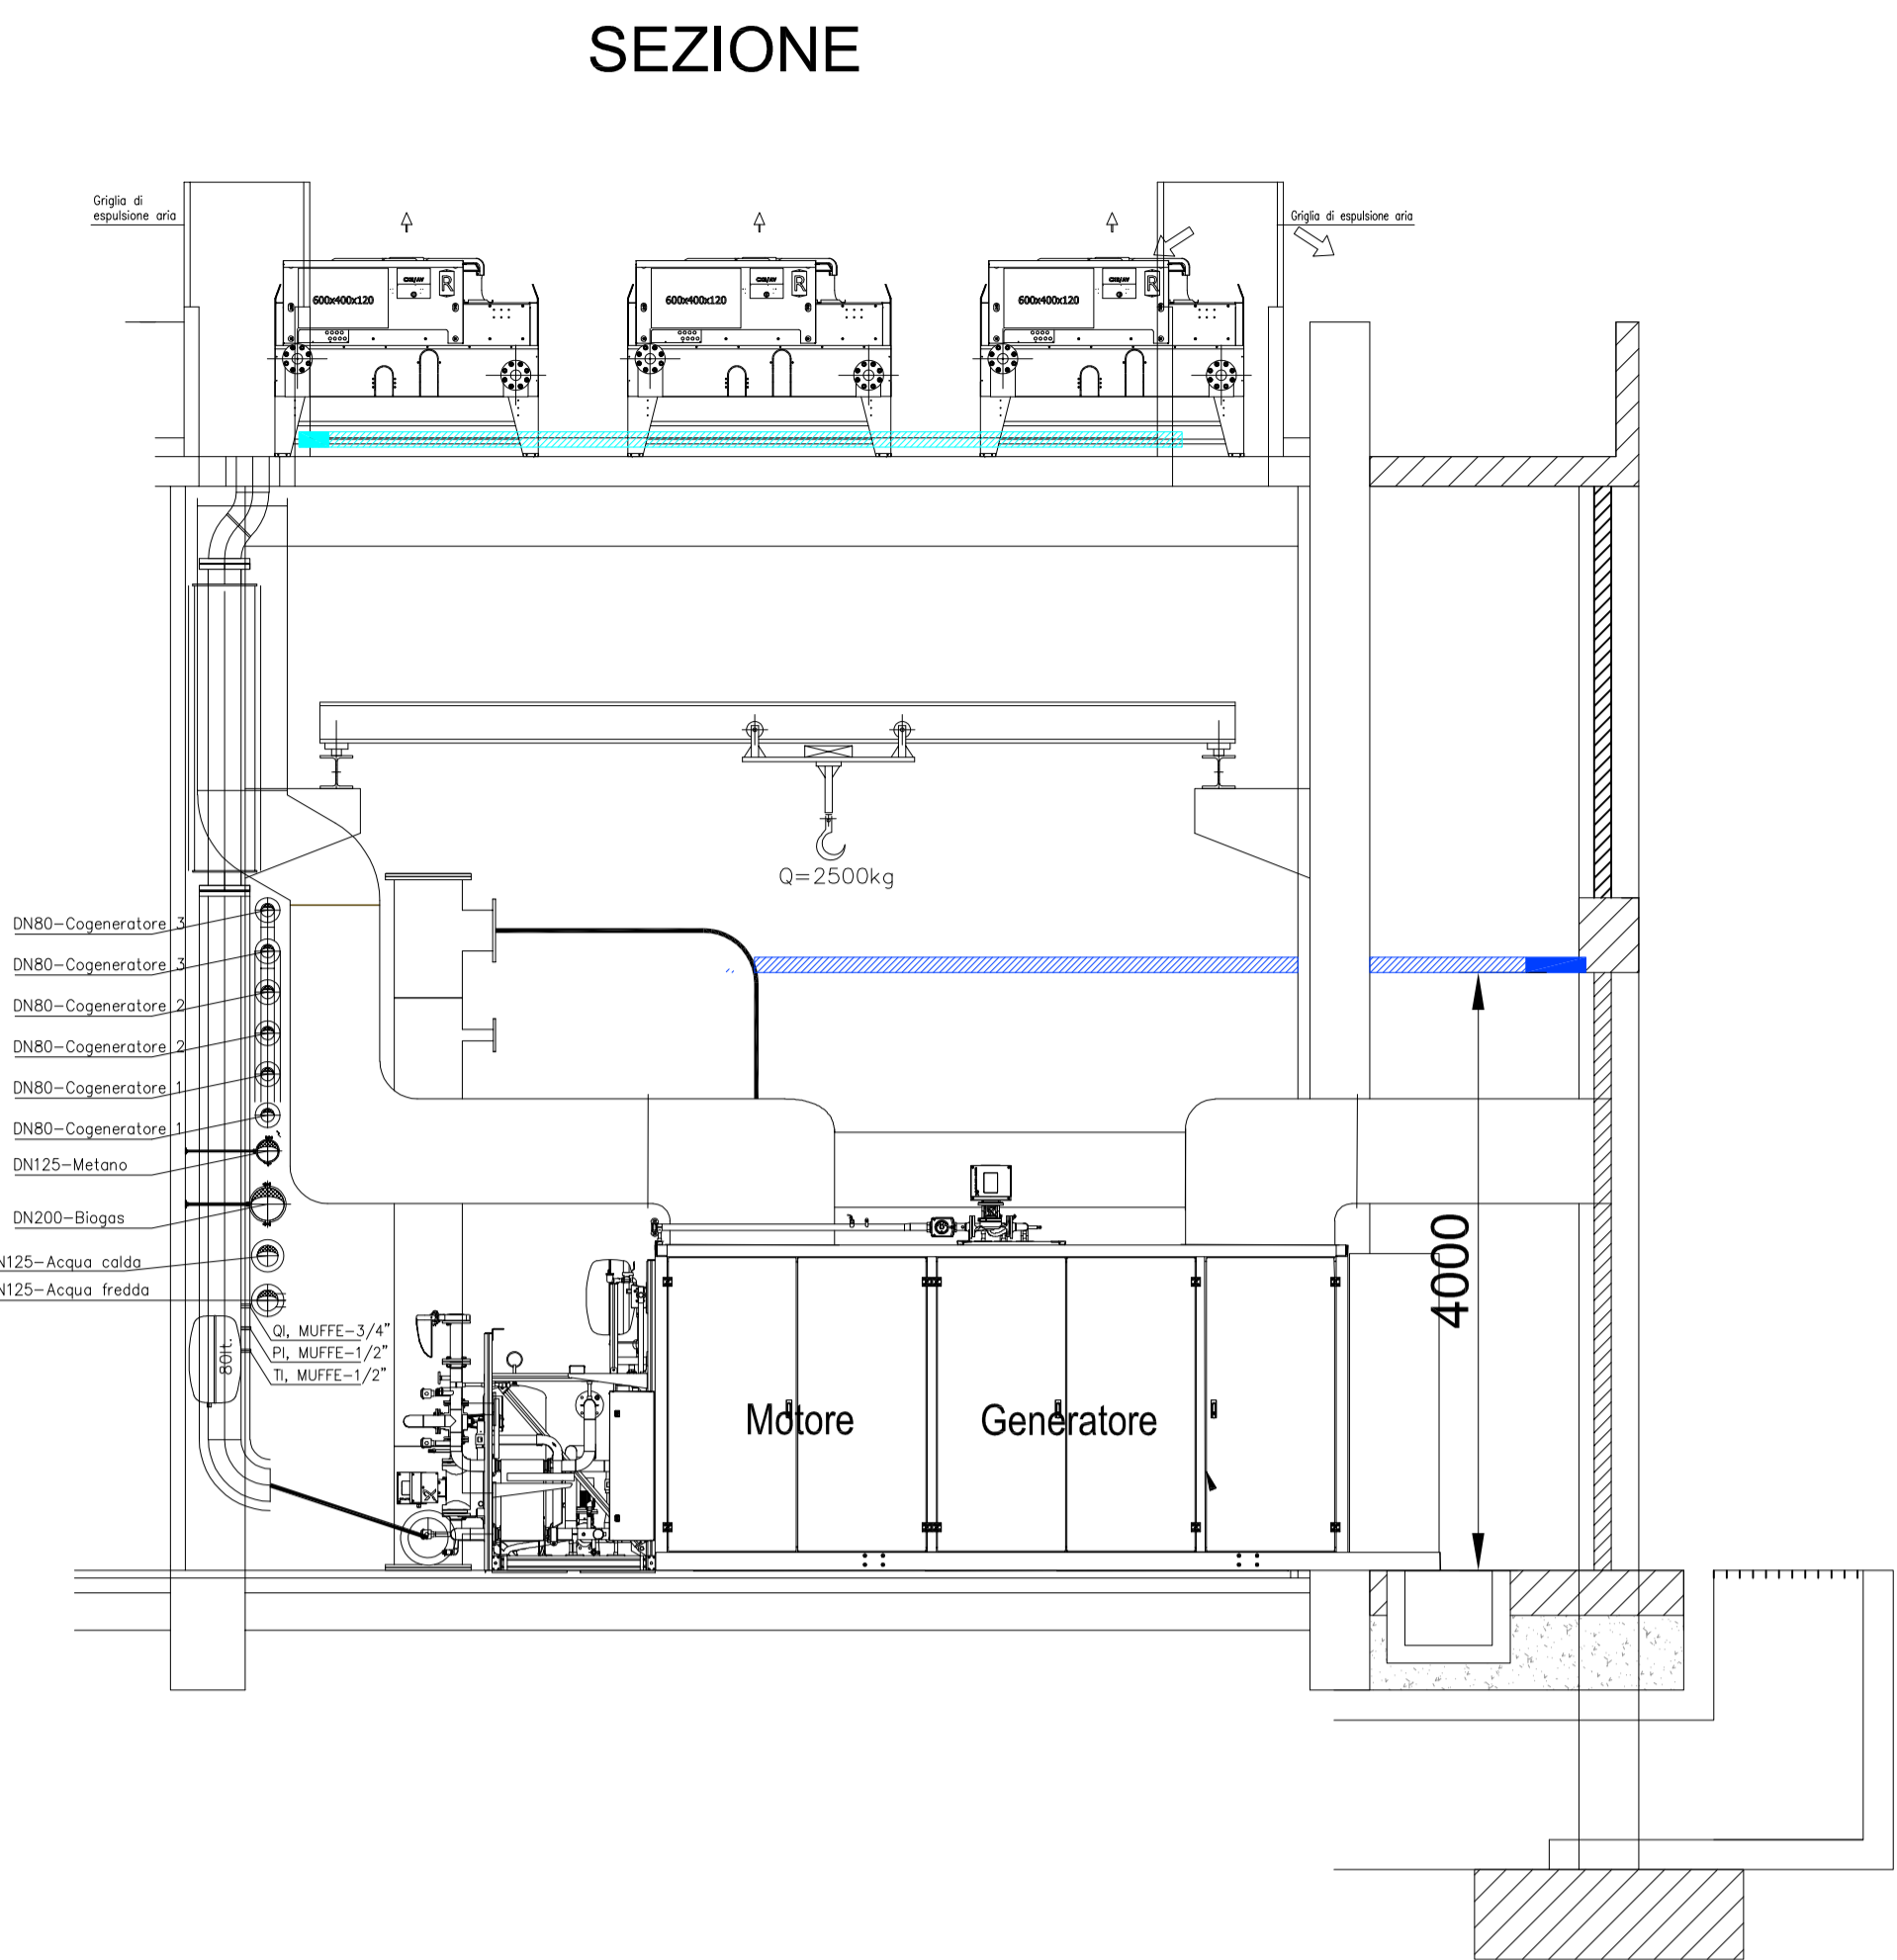 SEZIONE
Griglia di
espulsione aria
Griglia di espulsione aria
600x400x120
R
600x400x120
R
600x400x120
R
Q=2500kg
DN80-Cogeneratore 3
DN80-Cogeneratore 3
DN80-Cogeneratore 2
DN80-Cogeneratore 2
DN80-Cogeneratore 1
DN80-Cogeneratore 1
DN125-Metano
DN200-Biogas
N125-Acqua calda
N125-Acqua fredda
QI, MUFFE-3/4"
PI, MUFFE-1/2"
TI, MUFFE-1/2"
80lt.
Motore
Generatore
4000